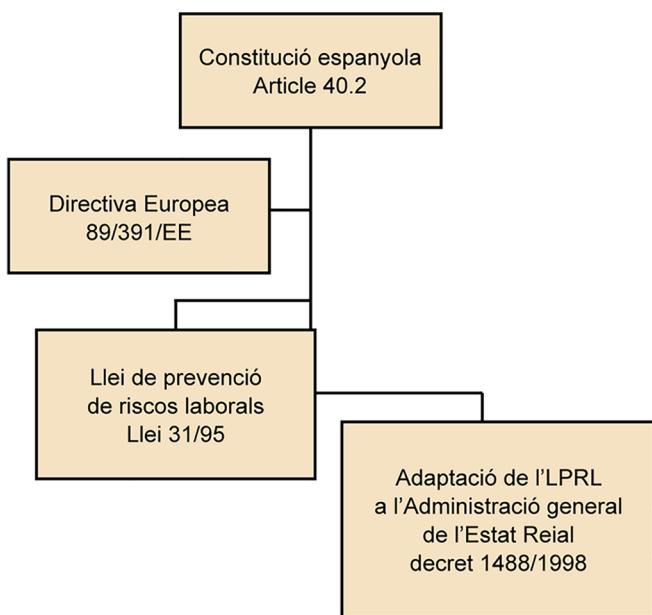 Constitució espanyola
Article 40.2
Directiva Europea
89/391/EE
Llei de prevenció
de riscos laborals
Llei 31/95
Adaptació de l’LPRL
a l’Administració general
de l’Estat Reial
decret 1488/1998